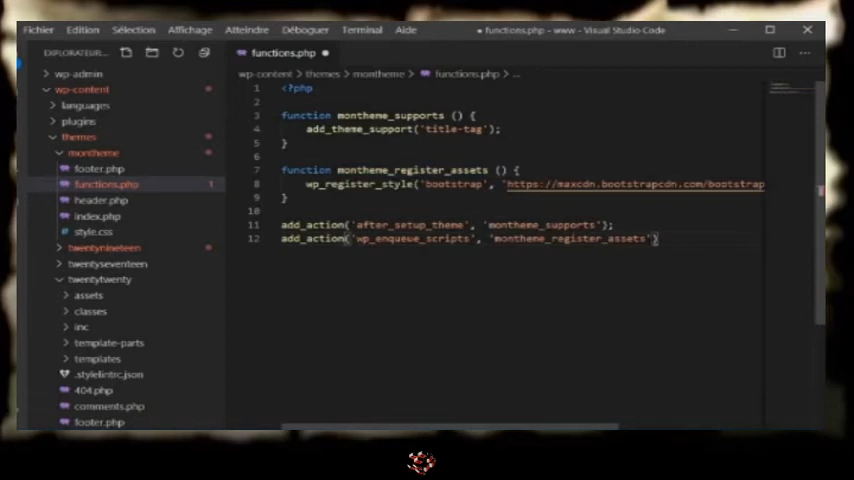 Fichier Edition Sélection Affichage Atteindre Déboguer Terminal Aide ● functions.php - www - Visual Studio Code
EXPLORATEUR... functions.php ●
wp-content > themes > montheme > functions.php > ...
wp-admin
wp-content
languages
plugins
themes
montheme
footer.php
functions.php 1
header.php
index.php
style.css
twentynineteen
twentyseventeen
twentytwenty
assets
classes
inc
template-parts
templates
.stylelintrc.json
404.php
comments.php
footer.php
1 <?php
2
3 function montheme_supports () {
4 add_theme_support('title-tag');
5 }
6
7 function montheme_register_assets () {
8 wp_register_style('bootstrap', 'https://maxcdn.bootstrapcdn.com/bootstrap
9 }
10
11 add_action('after_setup_theme', 'montheme_supports');
12 add_action('wp_enqueue_scripts', 'montheme_register_assets')